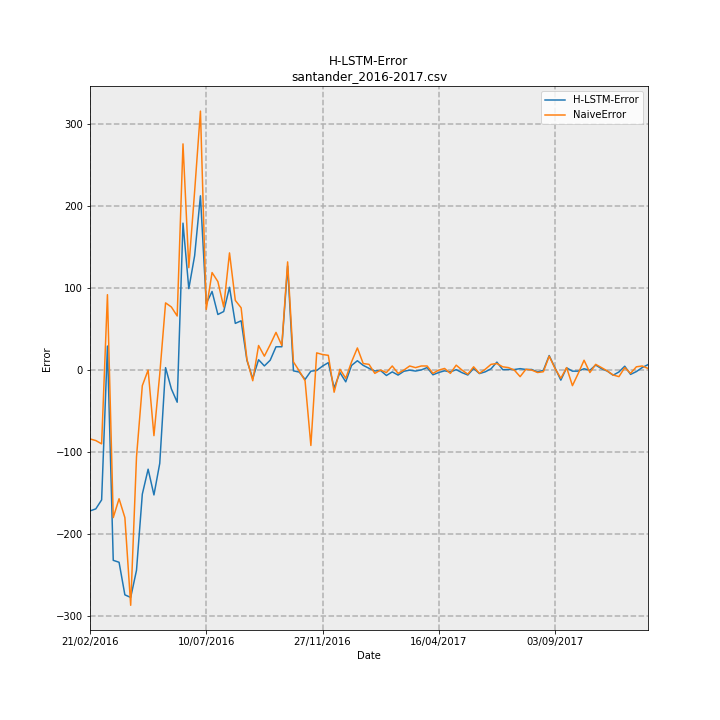 H-LSTM-Error
santander_2016-2017.csv
H-LSTM-Error
NaiveError
Error
300
200
100
0
−100
−200
−300
21/02/2016
10/07/2016
27/11/2016
16/04/2017
03/09/2017
Date